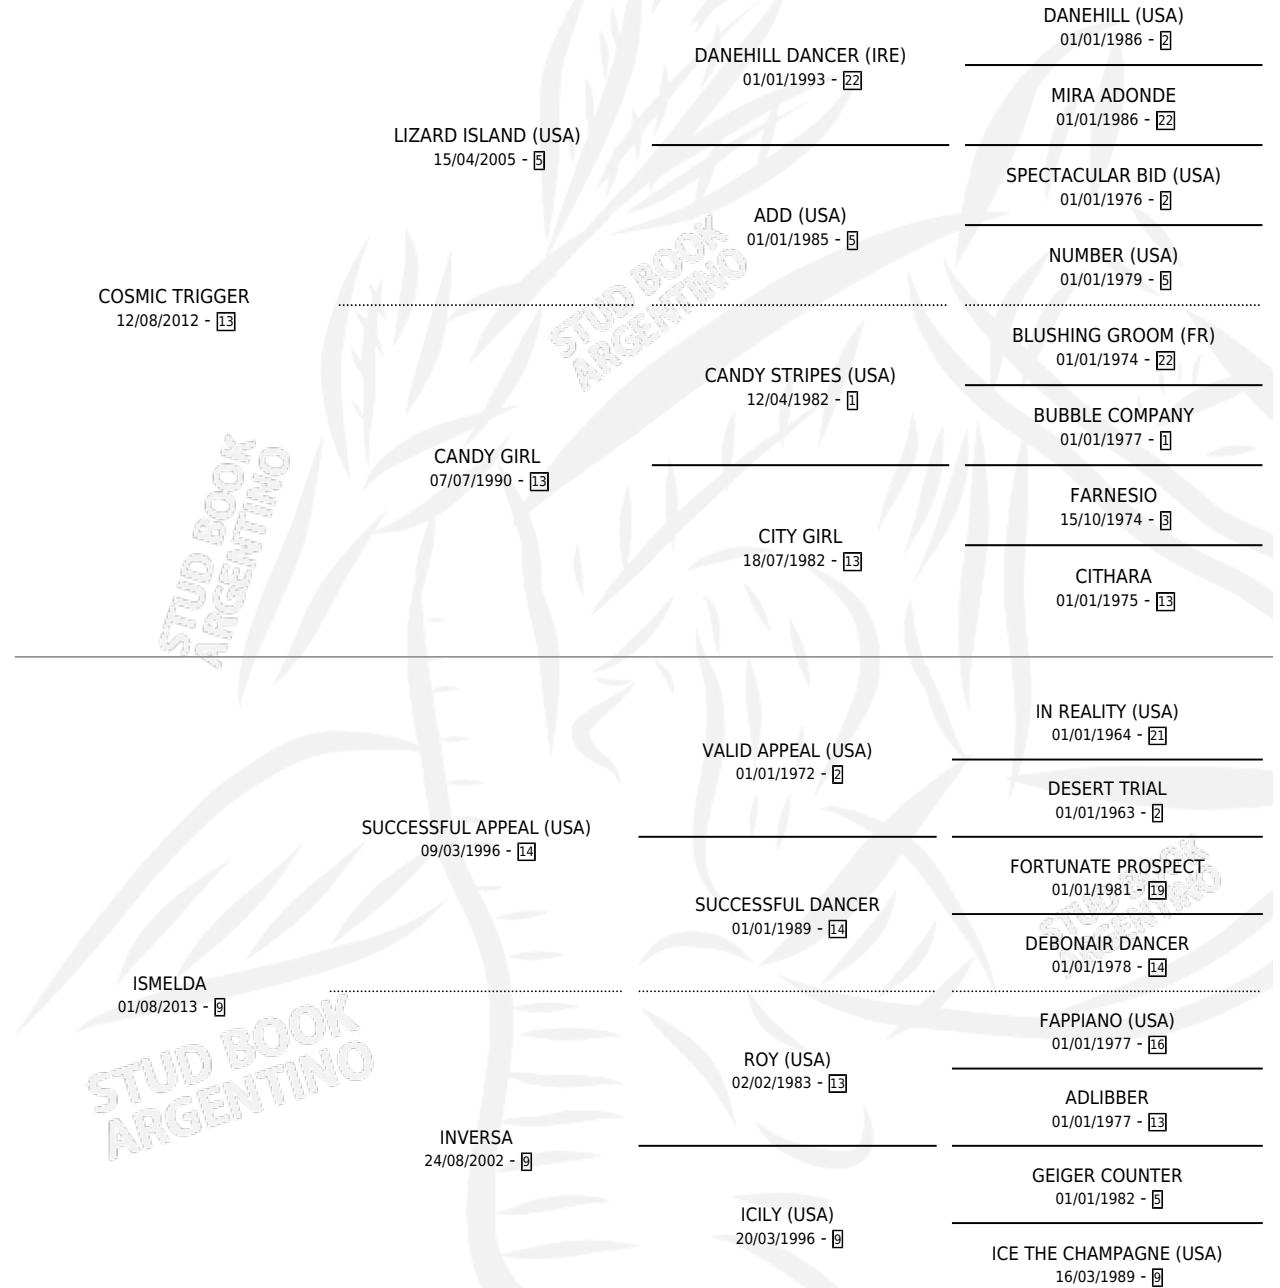 DANEHILL (USA)
01/01/1986 - 2
DANEHILL DANCER (IRE)
01/01/1993 - 22
MIRA ADONDE
01/01/1986 - 22
LIZARD ISLAND (USA)
15/04/2005 - 5
SPECTACULAR BID (USA)
01/01/1976 - 2
ADD (USA)
01/01/1985 - 5
NUMBER (USA)
01/01/1979 - 5
COSMIC TRIGGER
12/08/2012 - 13
BLUSHING GROOM (FR)
01/01/1974 - 22
CANDY STRIPES (USA)
12/04/1982 - 1
BUBBLE COMPANY
01/01/1977 - 1
CANDY GIRL
07/07/1990 - 13
FARNESIO
15/10/1974 - 3
CITY GIRL
18/07/1982 - 13
CITHARA
01/01/1975 - 13
IN REALITY (USA)
01/01/1964 - 21
VALID APPEAL (USA)
01/01/1972 - 2
DESERT TRIAL
01/01/1963 - 2
SUCCESSFUL APPEAL (USA)
09/03/1996 - 14
FORTUNATE PROSPECT
01/01/1981 - 19
SUCCESSFUL DANCER
01/01/1989 - 14
DEBONAIR DANCER
01/01/1978 - 14
ISMELDA
01/08/2013 - 9
FAPPIANO (USA)
01/01/1977 - 16
ROY (USA)
02/02/1983 - 13
ADLIBBER
01/01/1977 - 13
INVERSA
24/08/2002 - 9
GEIGER COUNTER
01/01/1982 - 5
ICILY (USA)
20/03/1996 - 9
ICE THE CHAMPAGNE (USA)
16/03/1989 - 9
STUD BOOK
ARGENTINO
STUD BOOK
ARGENTINO
STUD BOOK
ARGENTINO
STUD BOOK
ARGENTINO